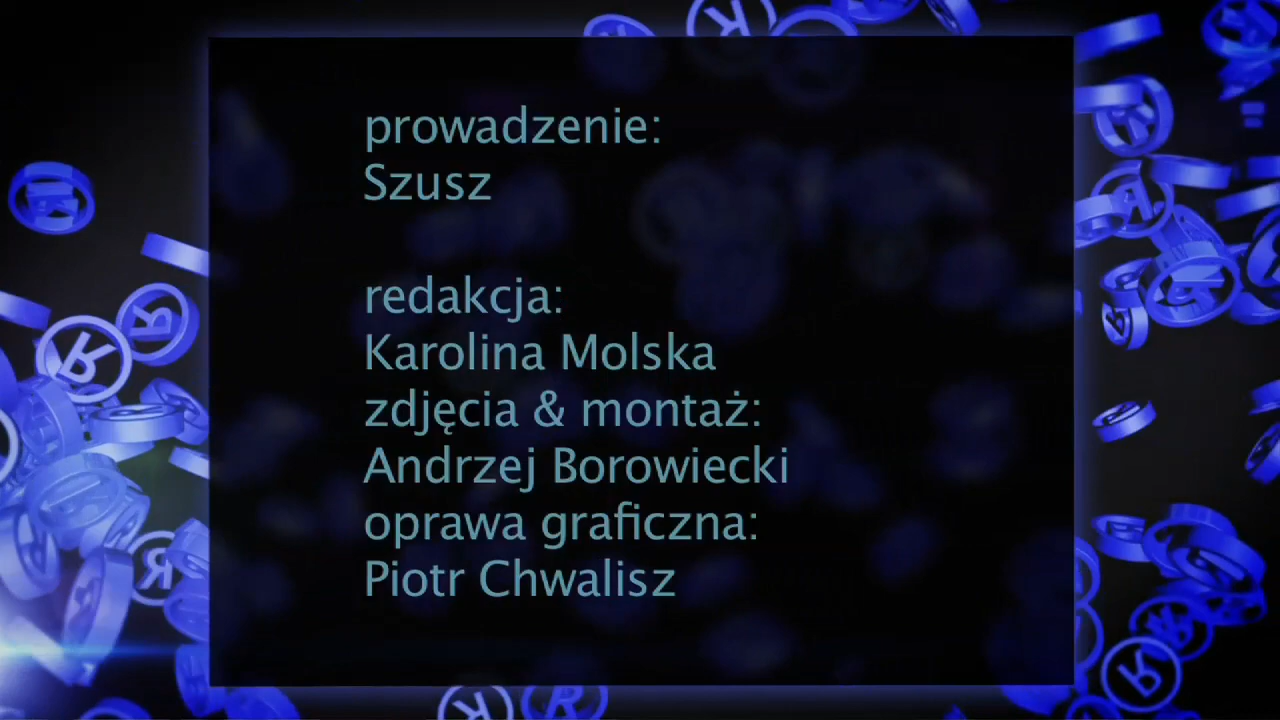 prowadzenie:
Szusz
redakcja:
Karolina Molska
zdjęcia & montaż:
Andrzej Borowiecki
oprawa graficzna:
Piotr Chwalisz